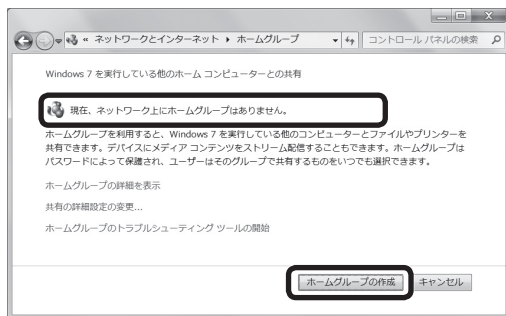 « ネットワークとインターネット ▸ ホームグループ コントロール パネルの検索
Windows 7 を実行している他のホーム コンピューターとの共有
現在、ネットワーク上にホームグループはありません。
ホームグループを利用すると、Windows 7 を実行している他のコンピューターとファイルやプリンターを
共有できます。デバイスにメディア コンテンツをストリーム配信することもできます。ホームグループは
パスワードによって保護され、ユーザーはそのグループで共有するものをいつでも選択できます。
ホームグループの詳細を表示
共有の詳細設定の変更...
ホームグループのトラブルシューティング ツールの開始
ホームグループの作成 キャンセル